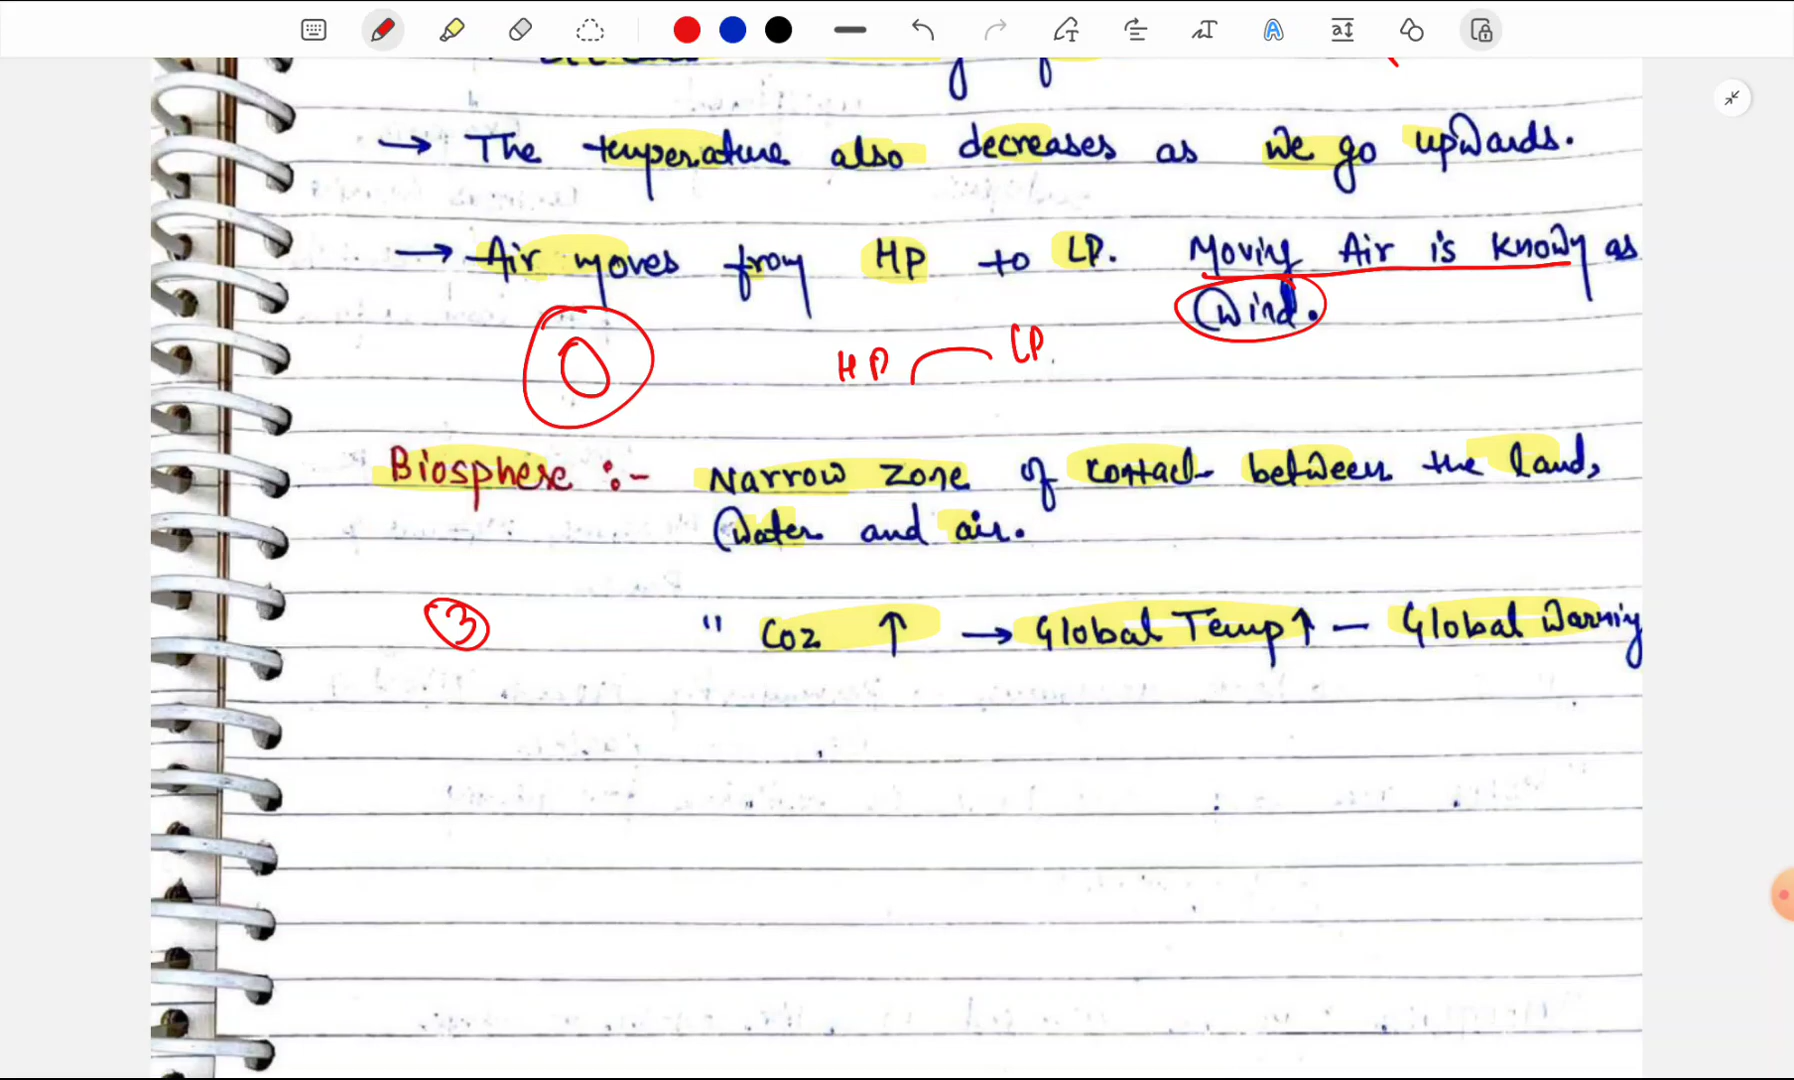 → The temperature also decreases as we go upwards.
→ Air moves from HP to LP. Moving Air is known as
Wind.
HP LP.
Biosphere :- Narrow zone of contact between the land,
Water and air.
3 " CO2 ↑ → Global Temp ↑ — Global Warming